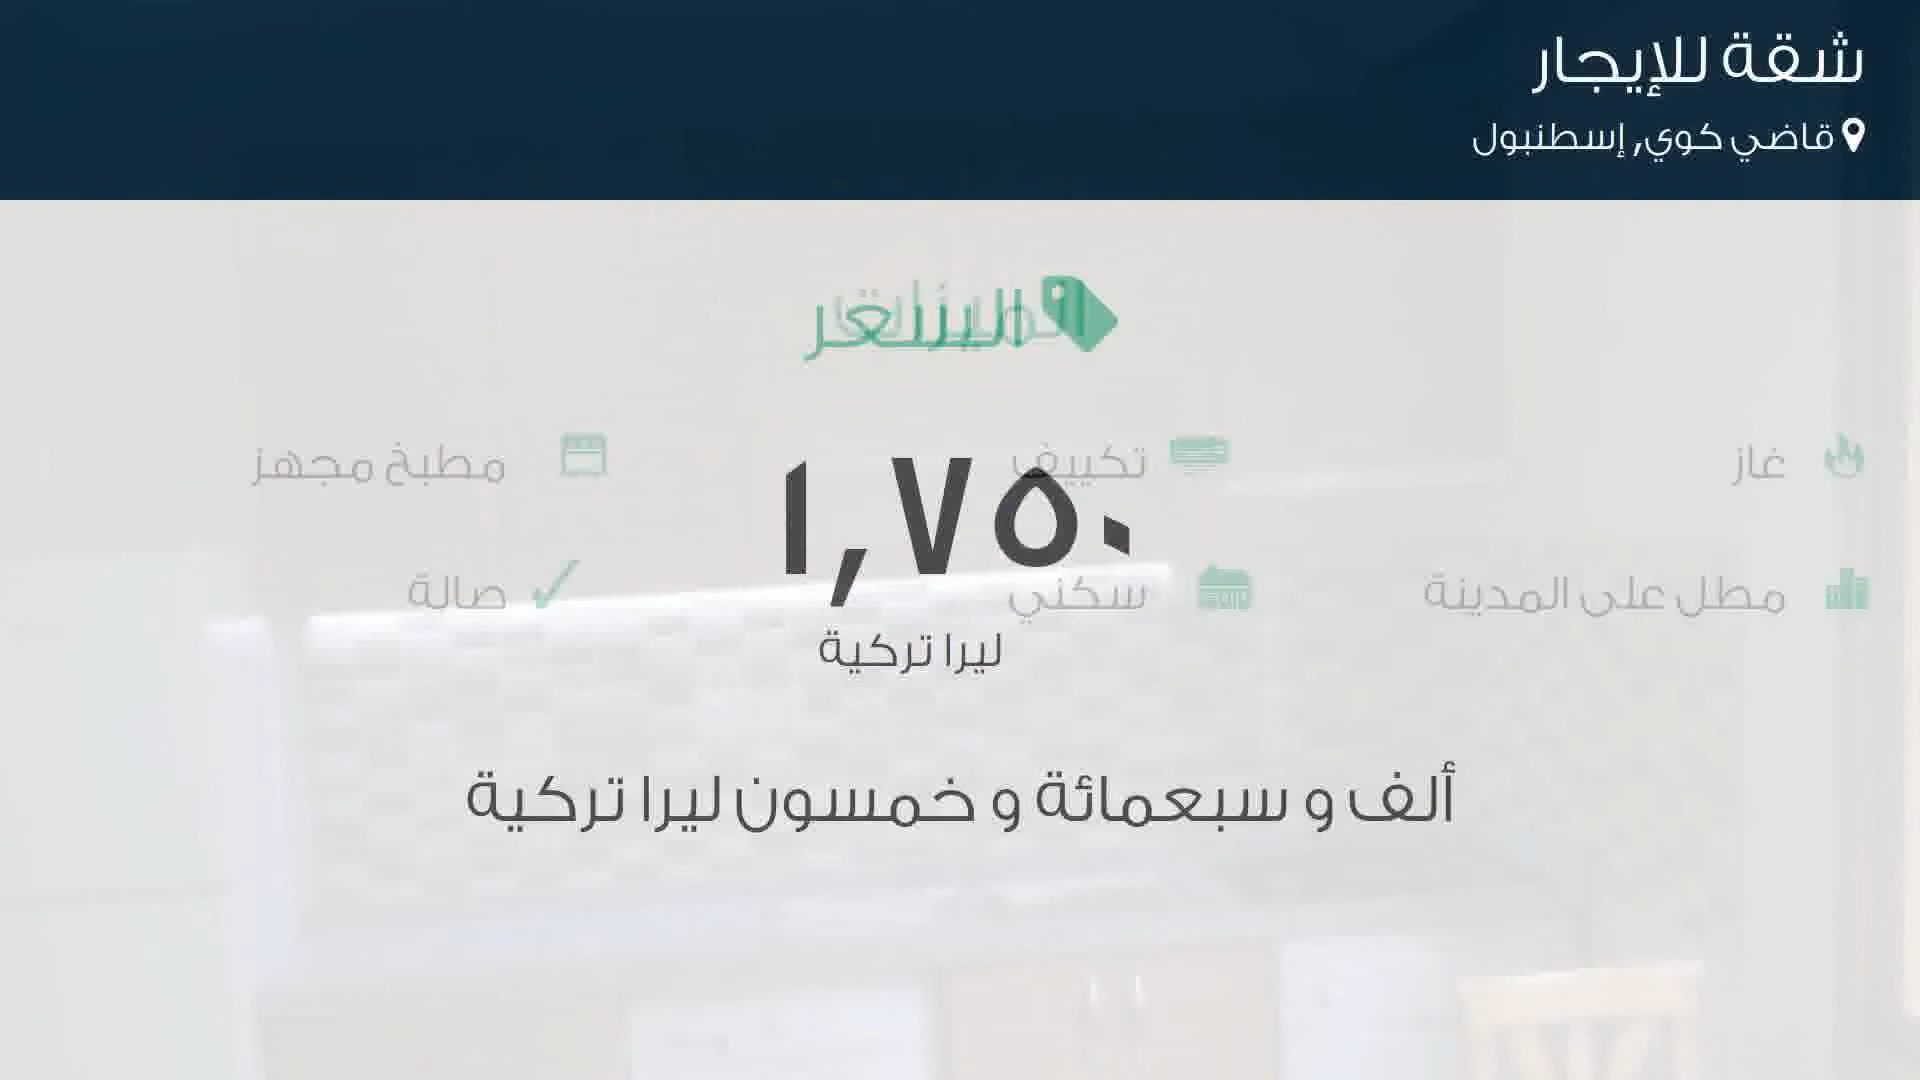 شقة للإيجار
قاضي كوي, إسطنبول
السعر
غاز
تكييف
مطبخ مجهز
١,٧٥٠
مطل على المدينة
سكني
صالة
ليرا تركية
ألف و سبعمائة و خمسون ليرا تركية